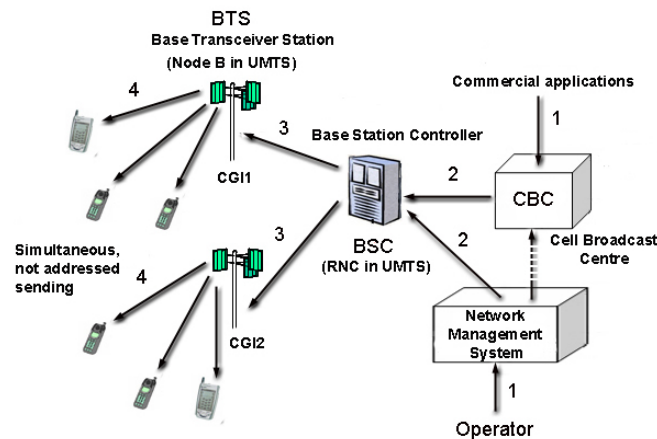 BTS
Base Transceiver Station
(Node B in UMTS)
4
3
CGI1
Base Station Controller
Commercial applications
1
2
CBC
BSC
(RNC in UMTS)
2
Cell Broadcast
Centre
Simultaneous,
not addressed
sending
4
3
CGI2
Network
Management
System
1
Operator